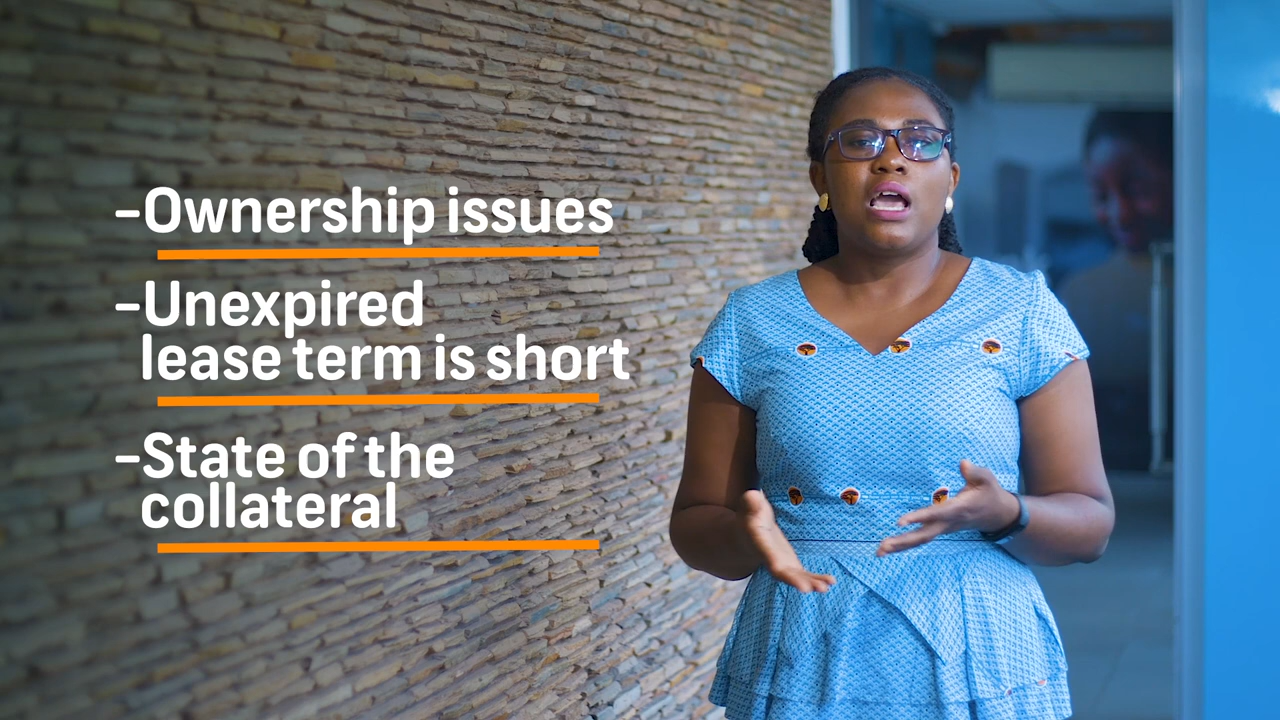 -Ownership issues
-Unexpired
lease term is short
-State of the
collateral